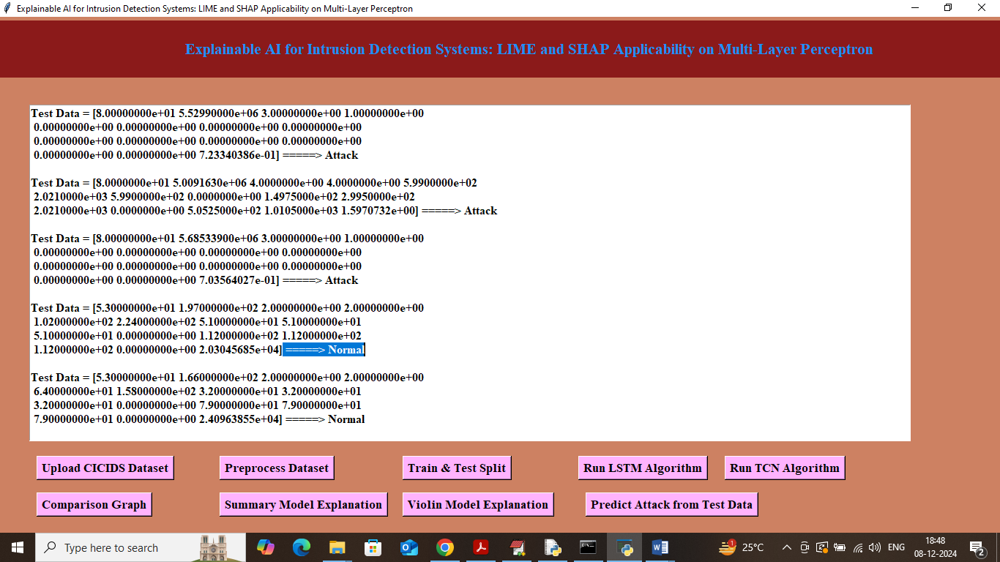 Explainable AI for Intrusion Detection Systems: LIME and SHAP Applicability on Multi-Layer Perceptron
Explainable AI for Intrusion Detection Systems: LIME and SHAP Applicability on Multi-Layer Perceptron
Test Data = [8.00000000e+01 5.52990000e+06 3.00000000e+00 1.00000000e+00
0.00000000e+00 0.00000000e+00 0.00000000e+00 0.00000000e+00
0.00000000e+00 0.00000000e+00 0.00000000e+00 0.00000000e+00
0.00000000e+00 0.00000000e+00 7.23340386e-01] =====> Attack
Test Data = [8.0000000e+01 5.0091630e+06 4.0000000e+00 4.0000000e+00 5.9900000e+02
2.0210000e+03 5.9900000e+02 0.0000000e+00 1.4975000e+02 2.9950000e+02
2.0210000e+03 0.0000000e+00 5.0525000e+02 1.0105000e+03 1.5970732e+00] =====> Attack
Test Data = [8.00000000e+01 5.68533900e+06 3.00000000e+00 1.00000000e+00
0.00000000e+00 0.00000000e+00 0.00000000e+00 0.00000000e+00
0.00000000e+00 0.00000000e+00 0.00000000e+00 0.00000000e+00
0.00000000e+00 0.00000000e+00 7.03564027e-01] =====> Attack
Test Data = [5.30000000e+01 1.97000000e+02 2.00000000e+00 2.00000000e+00
1.02000000e+02 2.24000000e+02 5.10000000e+01 5.10000000e+01
5.10000000e+01 0.00000000e+00 1.12000000e+02 1.12000000e+02
1.12000000e+02 0.00000000e+00 2.03045685e+04] =====> Normal
Test Data = [5.30000000e+01 1.66000000e+02 2.00000000e+00 2.00000000e+00
6.40000000e+01 1.58000000e+02 3.20000000e+01 3.20000000e+01
3.20000000e+01 0.00000000e+00 7.90000000e+01 7.90000000e+01
7.90000000e+01 0.00000000e+00 2.40963855e+04] =====> Normal
Upload CICIDS Dataset
Preprocess Dataset
Train & Test Split
Run LSTM Algorithm
Run TCN Algorithm
Comparison Graph
Summary Model Explanation
Violin Model Explanation
Predict Attack from Test Data
Type here to search
1
25°C
ENG
18:48
08-12-2024
2